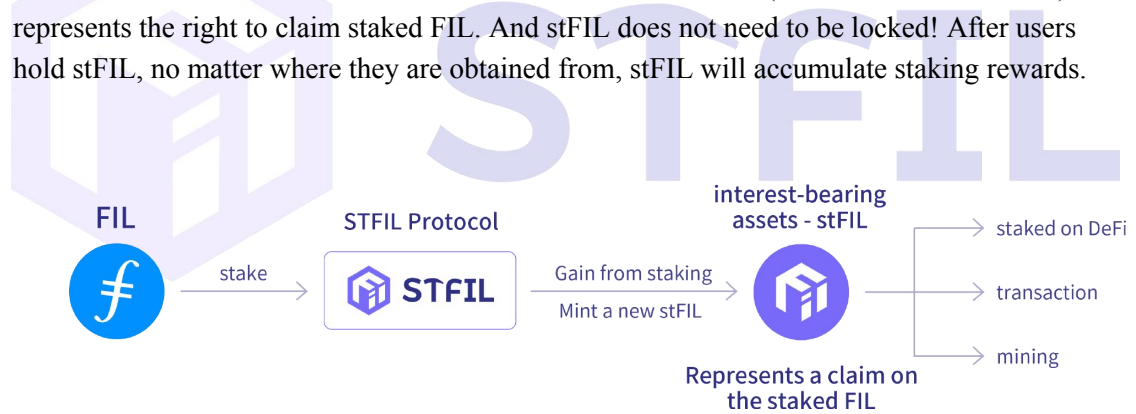 represents the right to claim staked FIL. And stFIL does not need to be locked! After users
hold stFIL, no matter where they are obtained from, stFIL will accumulate staking rewards.
STFIL
FIL
STFIL Protocol
interest-bearing
assets - stFIL
stake
STFIL
Gain from staking
Mint a new stFIL
staked on DeFi
transaction
mining
Represents a claim on
the staked FIL